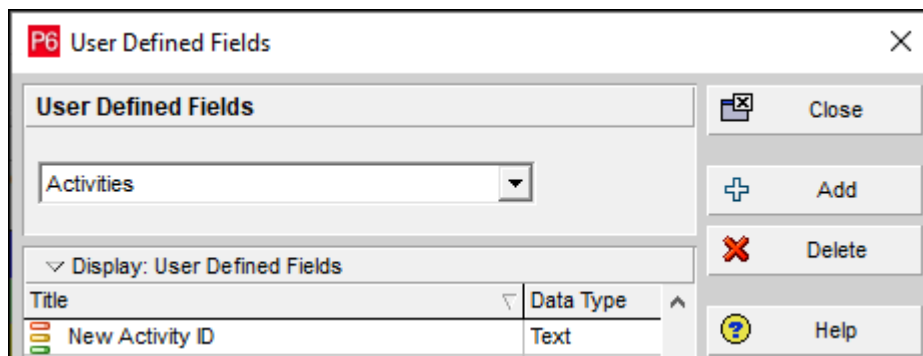 P6 User Defined Fields
User Defined Fields
Close
Activities
Add
Delete
Display: User Defined Fields
Title Data Type
New Activity ID Text
? Help